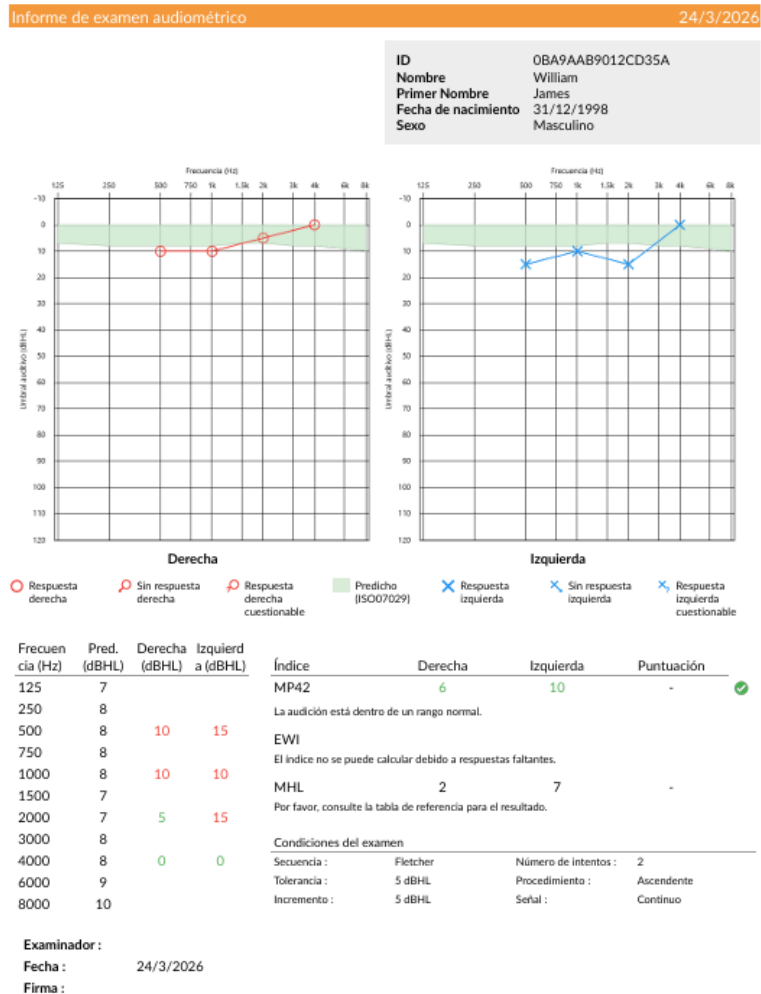 Informe de examen audiométrico 24/3/2026
ID 0BA9AAB9012CD35A
Nombre William
Primer Nombre James
Fecha de nacimiento 31/12/1998
Sexo Masculino
Frecuencia (Hz)
125 250 500 750 1k 1,5k 2k 3k 4k 6k 8k
-10
0
10
20
30
40
50
60
70
80
90
100
110
120
Umbral auditivo (dBHL)
Derecha
Frecuencia (Hz)
125 250 500 750 1k 1,5k 2k 3k 4k 6k 8k
-10
0
10
20
30
40
50
60
70
80
90
100
110
120
Umbral auditivo (dBHL)
Izquierda
Respuesta derecha
Sin respuesta derecha
Respuesta derecha cuestionable
Predicho (ISO07029)
Respuesta izquierda
Sin respuesta izquierda
Respuesta izquierda cuestionable
Frecuen Pred. Derecha Izquierd
cia (Hz) (dBHL) (dBHL) a (dBHL)
125 7
250 8
500 8 10 15
750 8
1000 8 10 10
1500 7
2000 7 5 15
3000 8
4000 8 0 0
6000 9
8000 10
Índice Derecha Izquierda Puntuación
MP42 6 10 -
La audición está dentro de un rango normal.
EWI
El índice no se puede calcular debido a respuestas faltantes.
MHL 2 7 -
Por favor, consulte la tabla de referencia para el resultado.
Condiciones del examen
Secuencia : Fletcher Número de intentos : 2
Tolerancia : 5 dBHL Procedimiento : Ascendente
Incremento : 5 dBHL Señal : Continuo
Examinador :
Fecha : 24/3/2026
Firma :